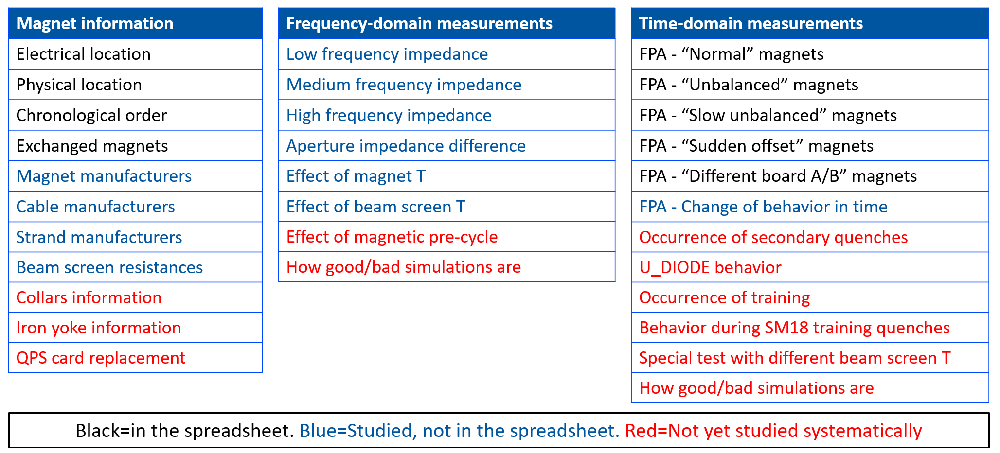 Magnet information
Electrical location
Physical location
Chronological order
Exchanged magnets
Magnet manufacturers
Cable manufacturers
Strand manufacturers
Beam screen resistances
Collars information
Iron yoke information
QPS card replacement
Frequency-domain measurements
Low frequency impedance
Medium frequency impedance
High frequency impedance
Aperture impedance difference
Effect of magnet T
Effect of beam screen T
Effect of magnetic pre-cycle
How good/bad simulations are
Time-domain measurements
FPA - “Normal” magnets
FPA - “Unbalanced” magnets
FPA - “Slow unbalanced” magnets
FPA - “Sudden offset” magnets
FPA - “Different board A/B” magnets
FPA - Change of behavior in time
Occurrence of secondary quenches
U_DIODE behavior
Occurrence of training
Behavior during SM18 training quenches
Special test with different beam screen T
How good/bad simulations are
Black=in the spreadsheet. Blue=Studied, not in the spreadsheet. Red=Not yet studied systematically